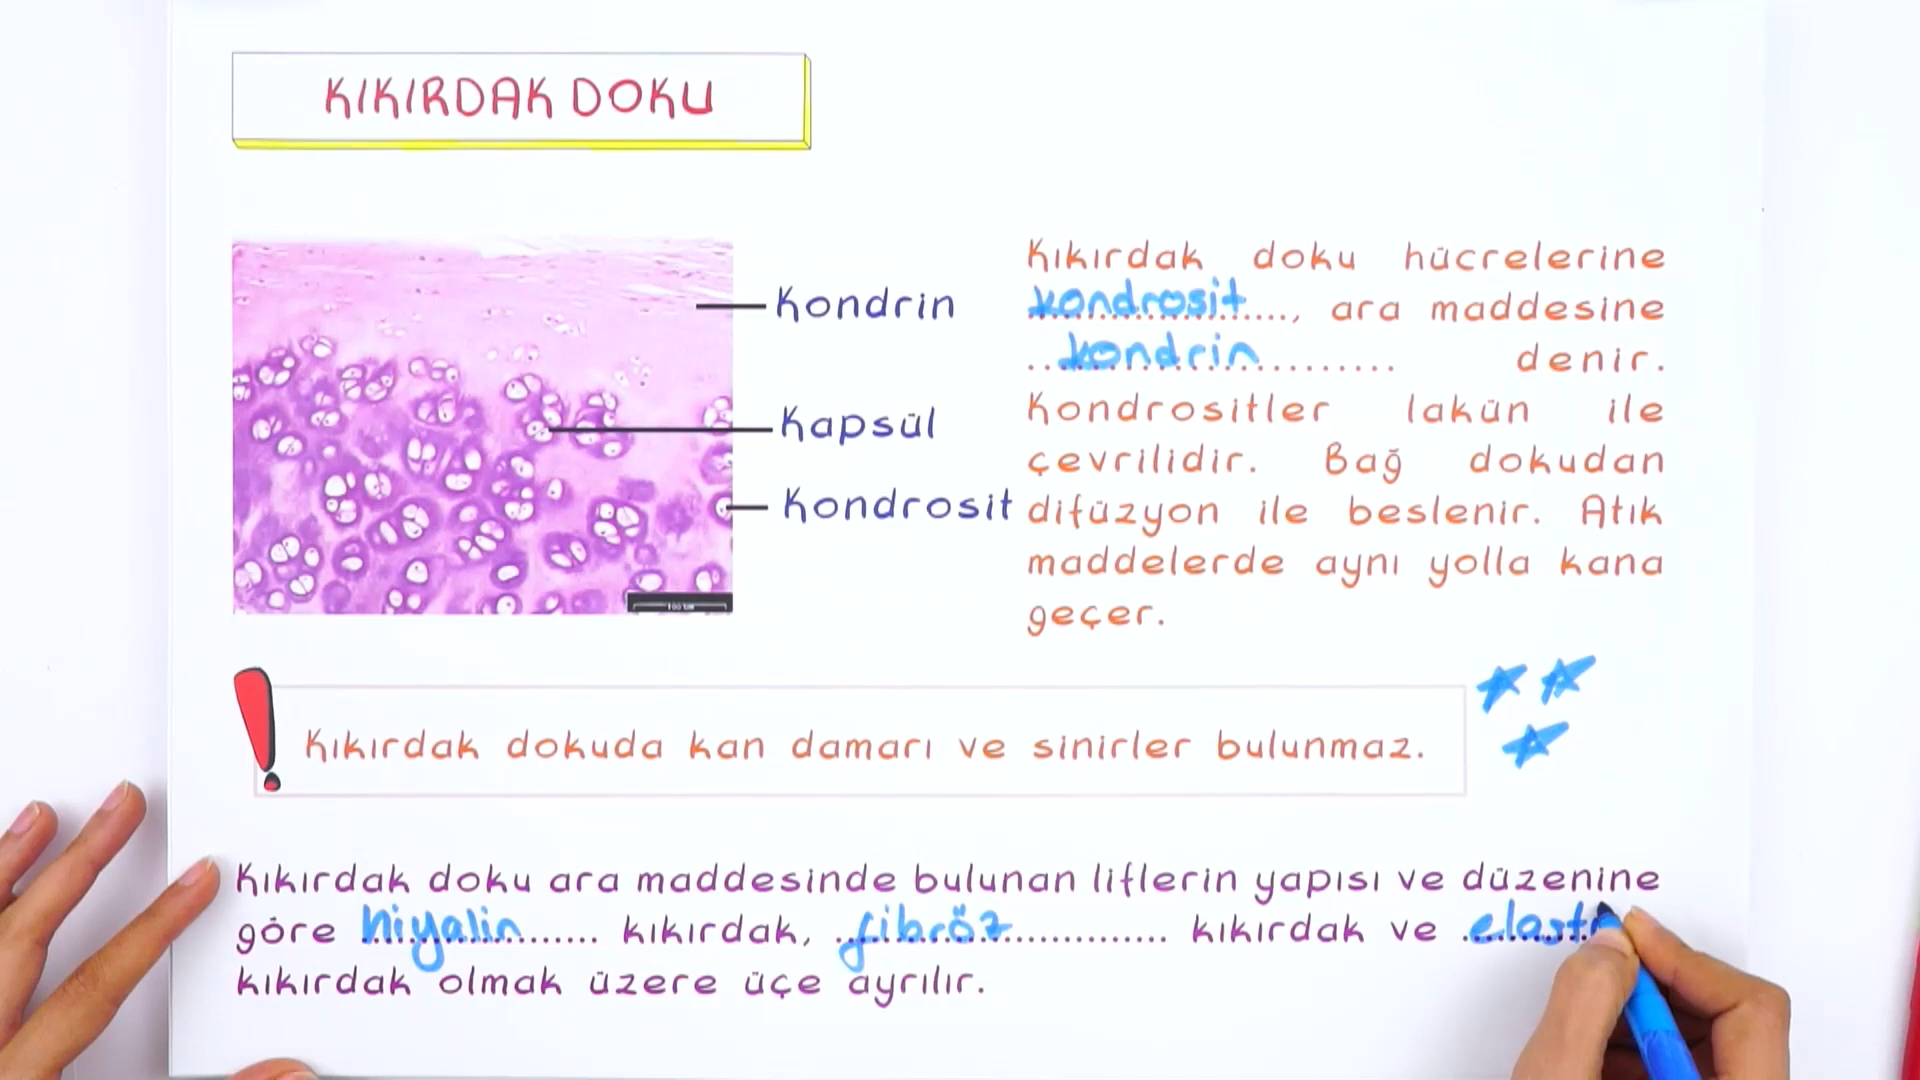 KIKIRDAK DOKU
Kondrin
Kapsül
Kondrosit
Kıkırdak doku hücrelerine
kondrosit, ara maddesine
kondrin denir.
Kondrositler lakün ile
çevrilidir. Bağ dokudan
difüzyon ile beslenir. Atık
maddelerde aynı yolla kana
geçer.
Kıkırdak dokuda kan damarı ve sinirler bulunmaz.
Kıkırdak doku ara maddesinde bulunan liflerin yapısı ve düzenine
göre hiyalin kıkırdak, fibröz kıkırdak ve elast
kıkırdak olmak üzere üçe ayrılır.